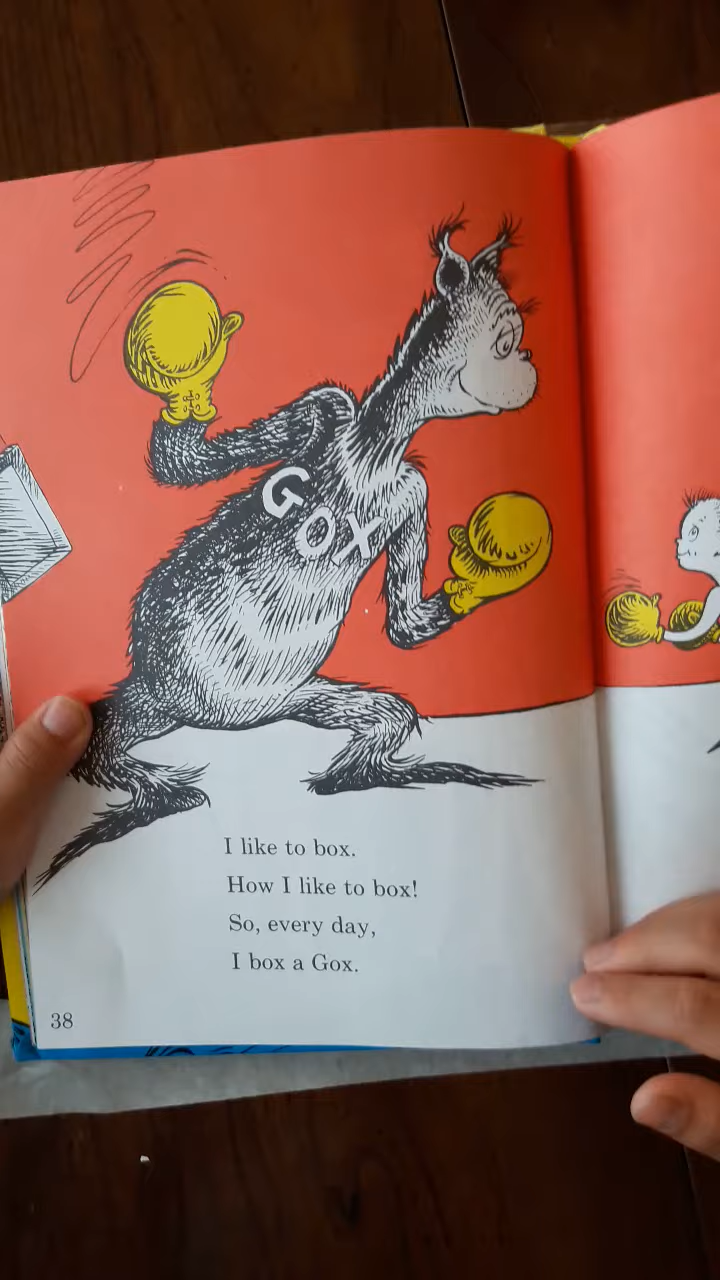 GOX
I like to box.
How I like to box!
So, every day,
I box a Gox.
38